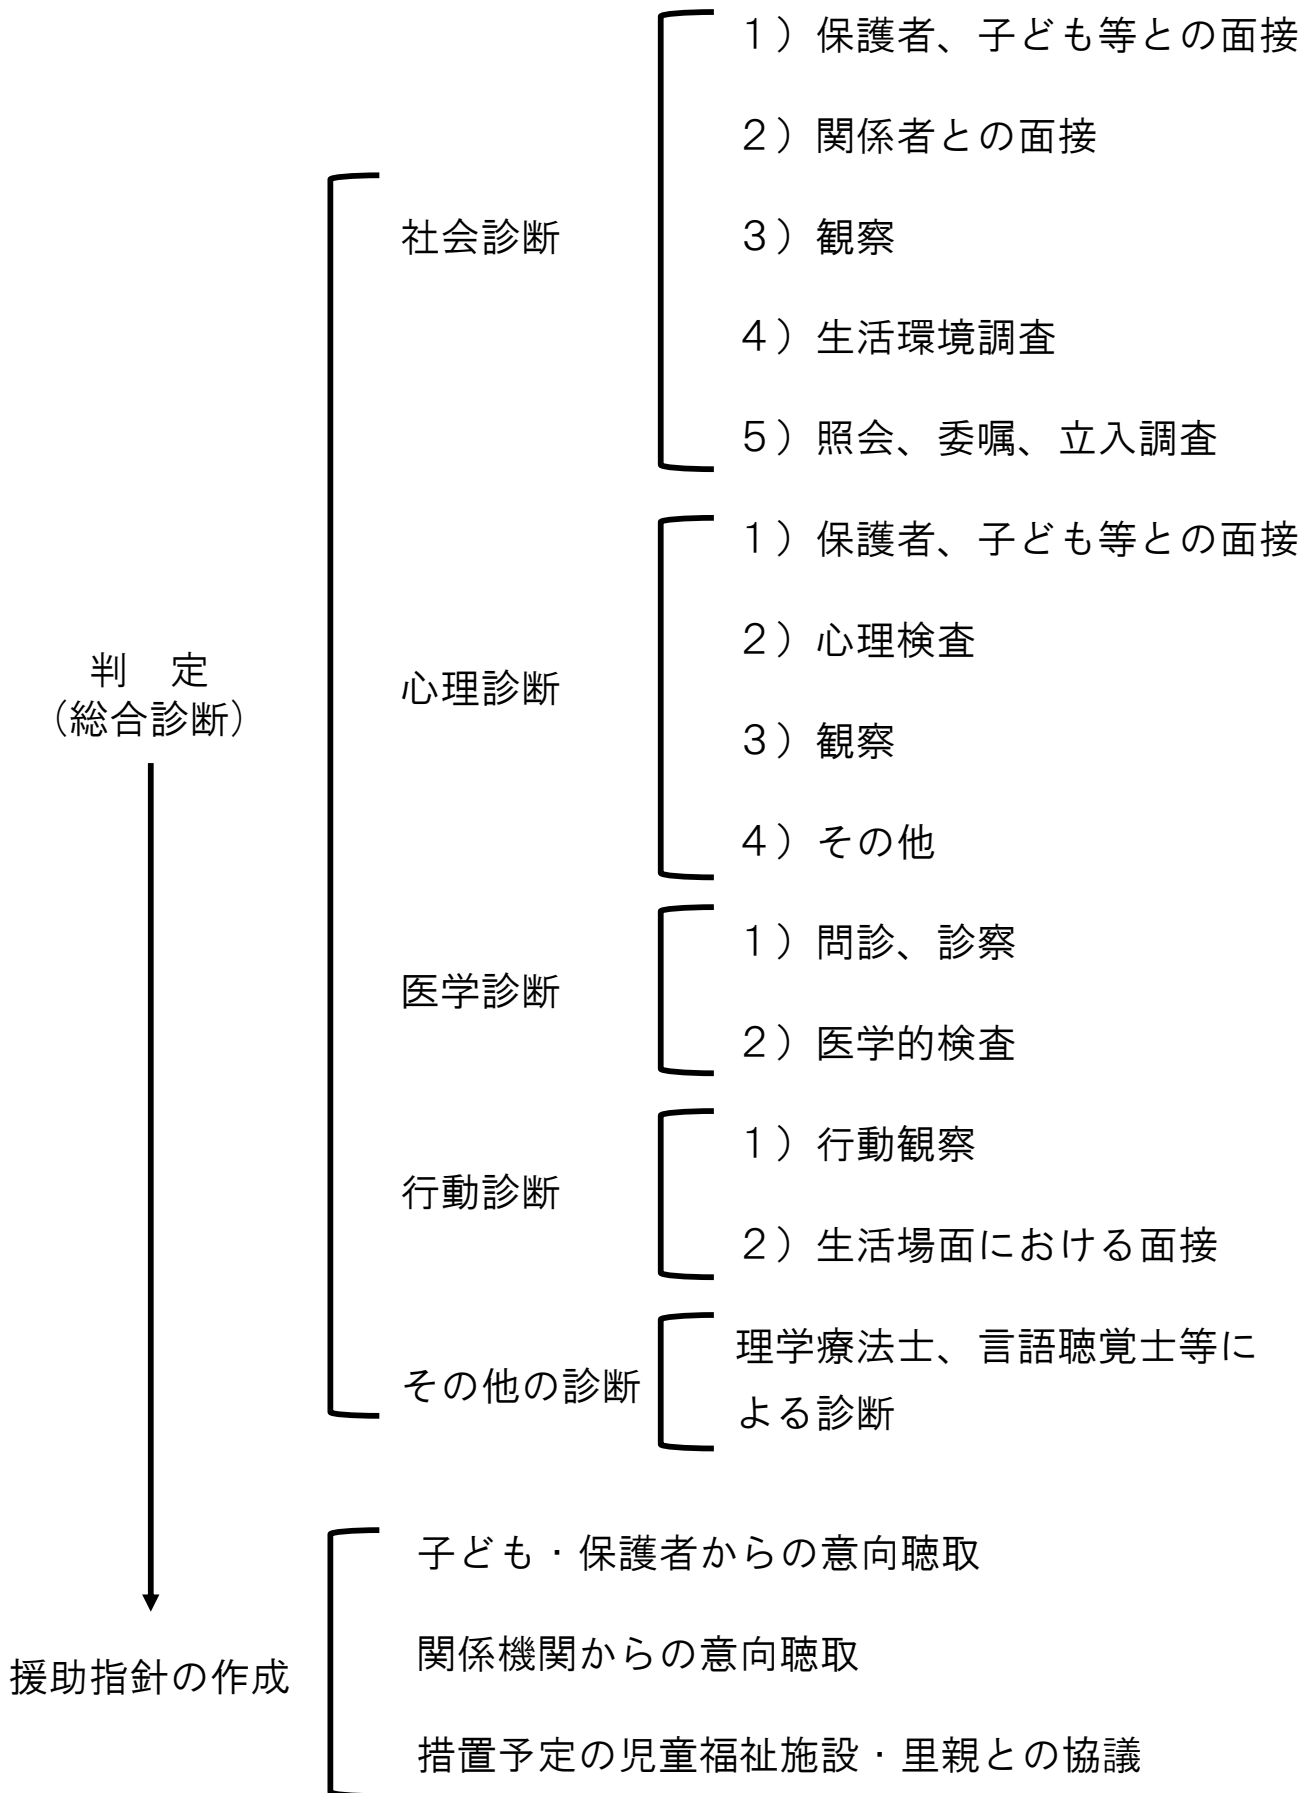 判　定
（総合診断）
社会診断
１）保護者、子ども等との面接
２）関係者との面接
３）観察
４）生活環境調査
５）照会、委嘱、立入調査
心理診断
１）保護者、子ども等との面接
２）心理検査
３）観察
４）その他
医学診断
１）問診、診察
２）医学的検査
行動診断
１）行動観察
２）生活場面における面接
その他の診断
理学療法士、言語聴覚士等に
よる診断
援助指針の作成
子ども・保護者からの意向聴取
関係機関からの意向聴取
措置予定の児童福祉施設・里親との協議